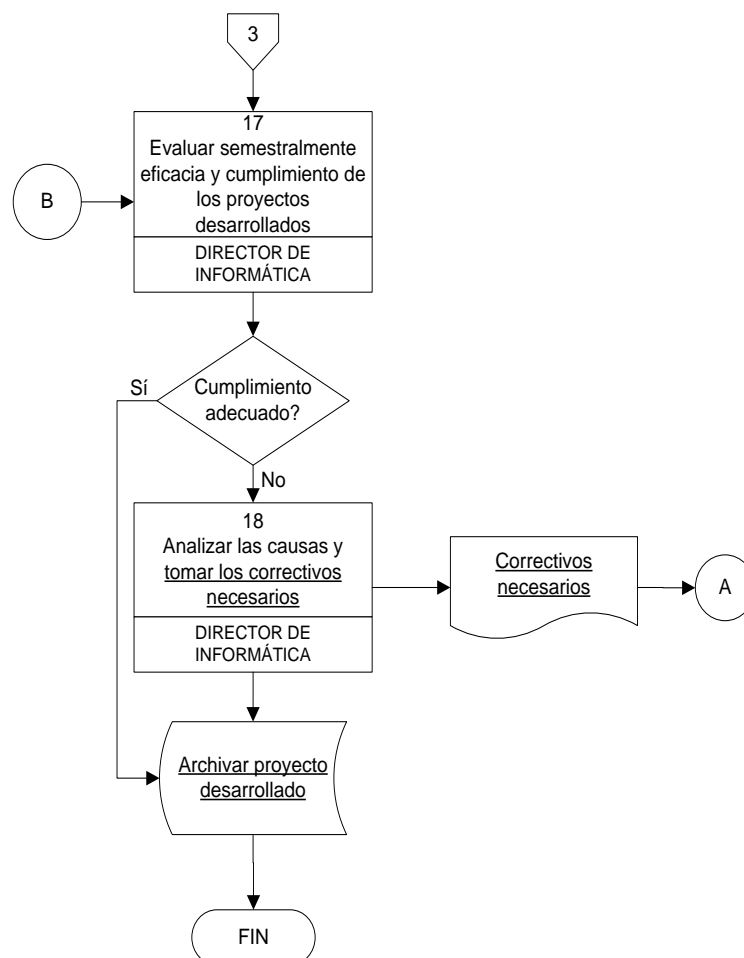 3
17
Evaluar semestralmente
eficacia y cumplimiento de
los proyectos
desarrollados
DIRECTOR DE
INFORMÁTICA
B
Cumplimiento
adecuado?
Sí
No
18
Analizar las causas y
tomar los correctivos
necesarios
DIRECTOR DE
INFORMÁTICA
Correctivos
necesarios
A
Archivar proyecto
desarrollado
FIN